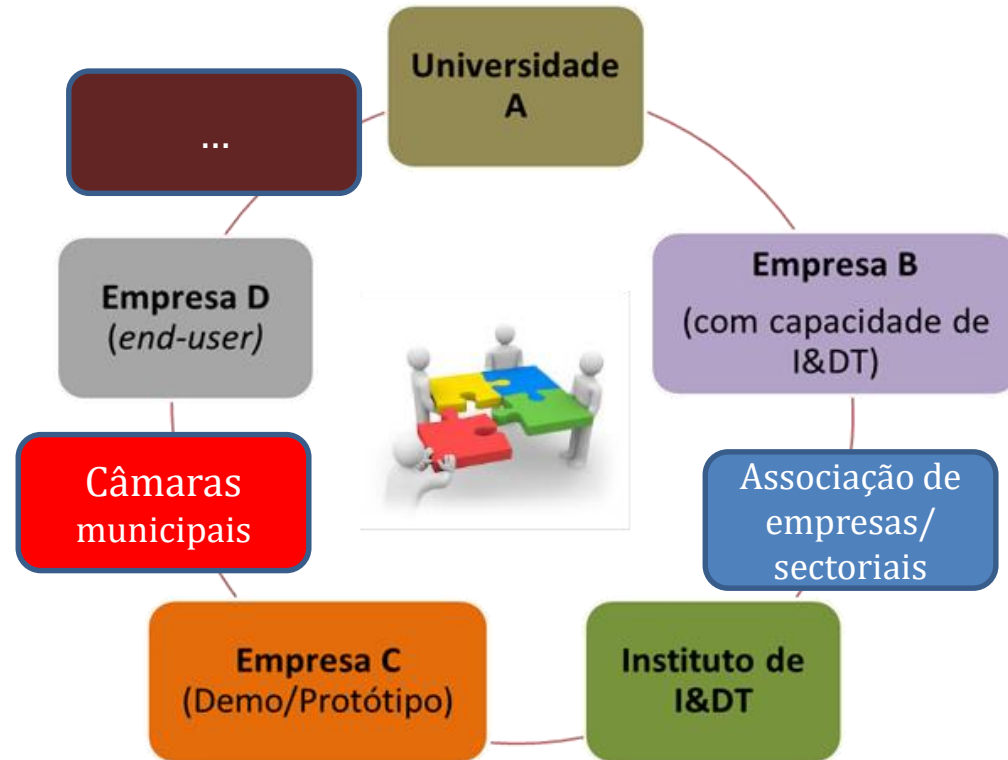 Universidade
A
...
Empresa B
(com capacidade de
I&DT)
Empresa D
(end-user)
Câmaras
municipais
Associação de
empresas/
sectoriais
Empresa C
(Demo/Protótipo)
Instituto de
I&DT